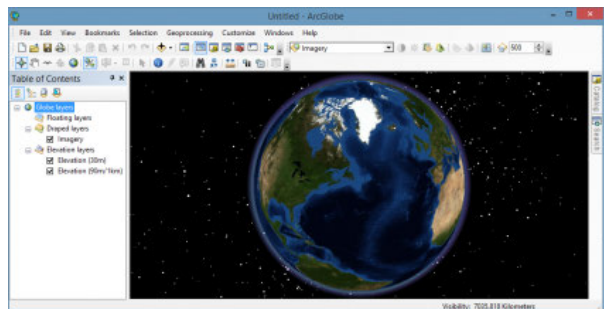 Untitled - ArcGlobe
File Edit View Bookmarks Selection Geoprocessing Customize Windows Help
Imagery
500
Table of Contents
Globe layers
Floating layers
Draped layers
Imagery
Elevation layers
Elevation (30m)
Elevation (90m/1km)
Catalog
Search
Visibility: 7035.818 Kilometers